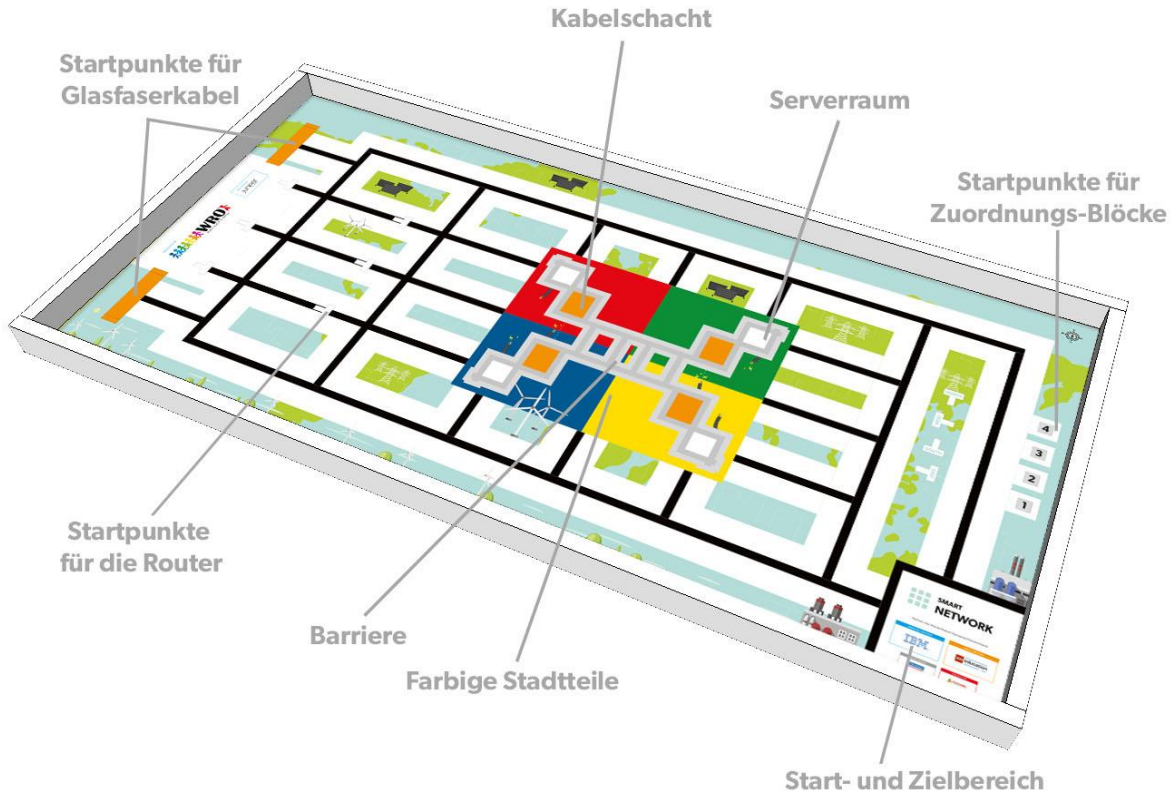 Kabelschacht
Startpunkte für
Glasfaserkabel
Serverraum
Startpunkte für
Zuordnungs-Blöcke
WRO
4
3
2
1
Startpunkte
für die Router
Barriere
Farbige Stadtteile
SMART
NETWORK
IBM
education
Start- und Zielbereich